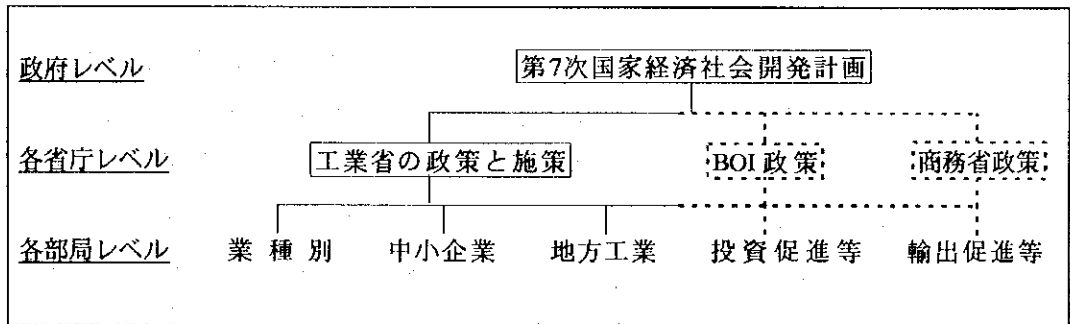 政府レベル 第7次国家経済社会開発計画
各省庁レベル 工業省の政策と施策 BOI政策 商務省政策
各部局レベル 業種別 中小企業 地方工業 投資促進等 輸出促進等